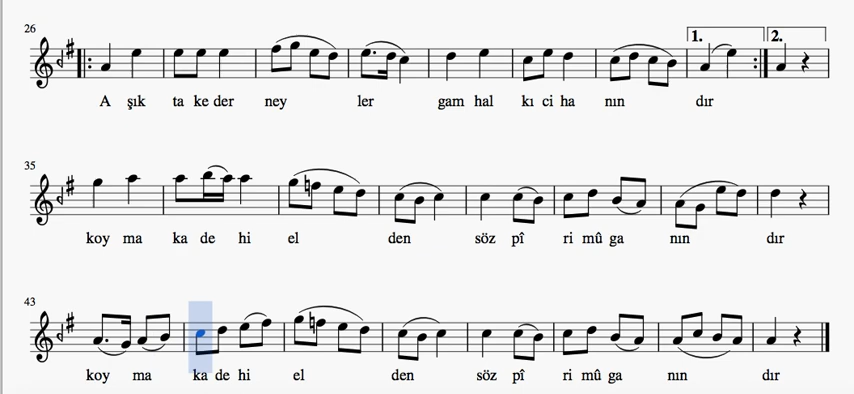 26
1. 2.
A şık ta ke der ney ler gam hal kı ci ha nın dır
35
koy ma ka de hi el den söz pî ri mû ga nın dır
43
koy ma ka de hi el den söz pî ri mû ga nın dır